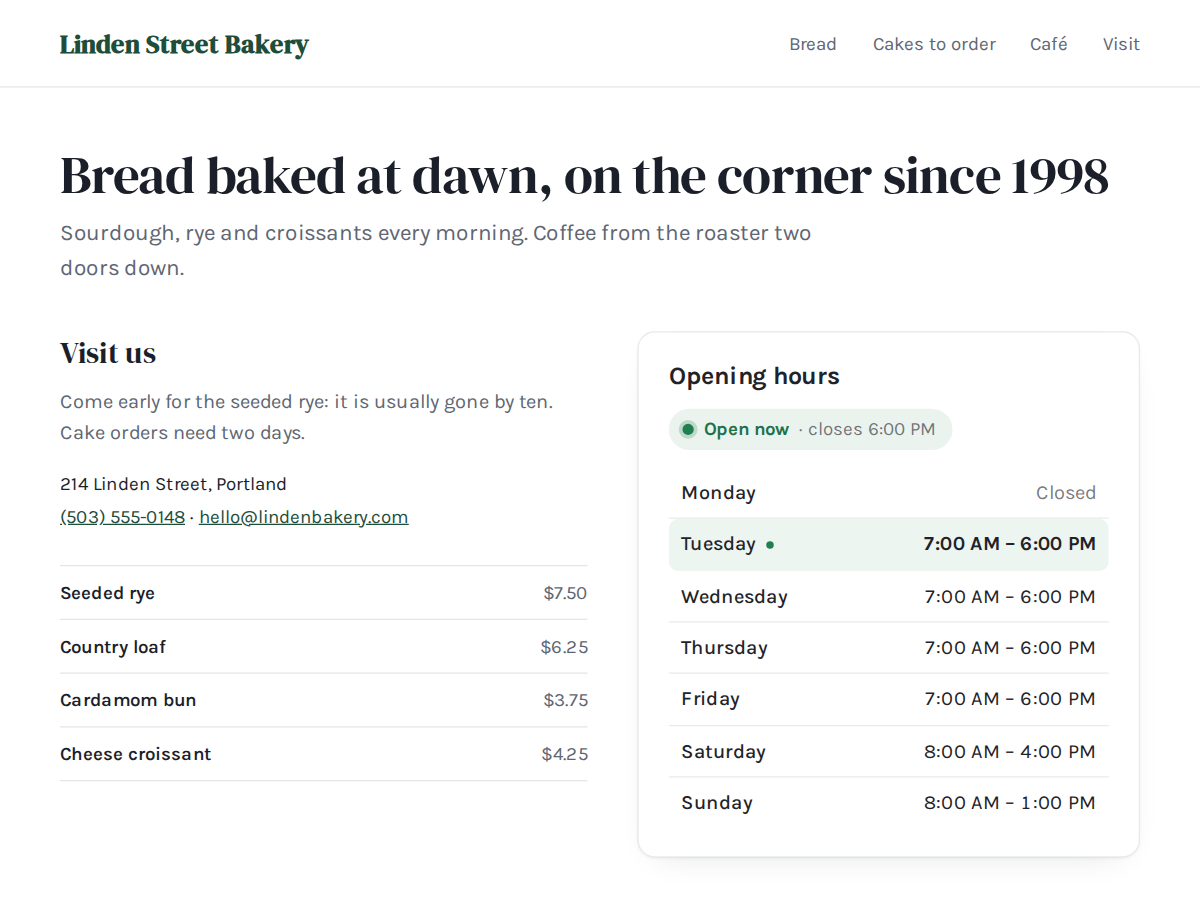 Linden Street Bakery
Bread Cakes to order Café Visit
Bread baked at dawn, on the corner since 1998
Sourdough, rye and croissants every morning. Coffee from the roaster two
doors down.
Visit us
Come early for the seeded rye: it is usually gone by ten.
Cake orders need two days.
214 Linden Street, Portland
(503) 555-0148 · hello@lindenbakery.com
Seeded rye $7.50
Country loaf $6.25
Cardamom bun $3.75
Cheese croissant $4.25
Opening hours
Open now · closes 6:00 PM
Monday Closed
Tuesday 7:00 AM – 6:00 PM
Wednesday 7:00 AM – 6:00 PM
Thursday 7:00 AM – 6:00 PM
Friday 7:00 AM – 6:00 PM
Saturday 8:00 AM – 4:00 PM
Sunday 8:00 AM – 1:00 PM